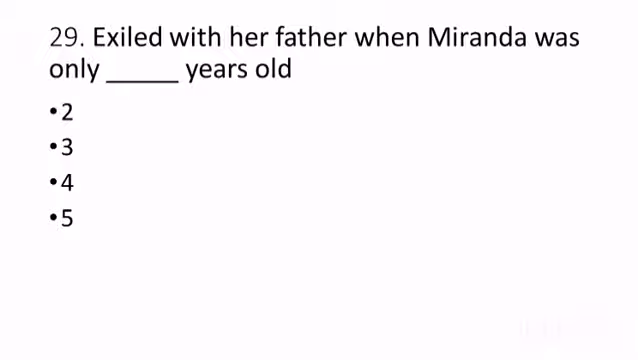 29. Exiled with her father when Miranda was
only _____ years old
•2
•3
•4
•5